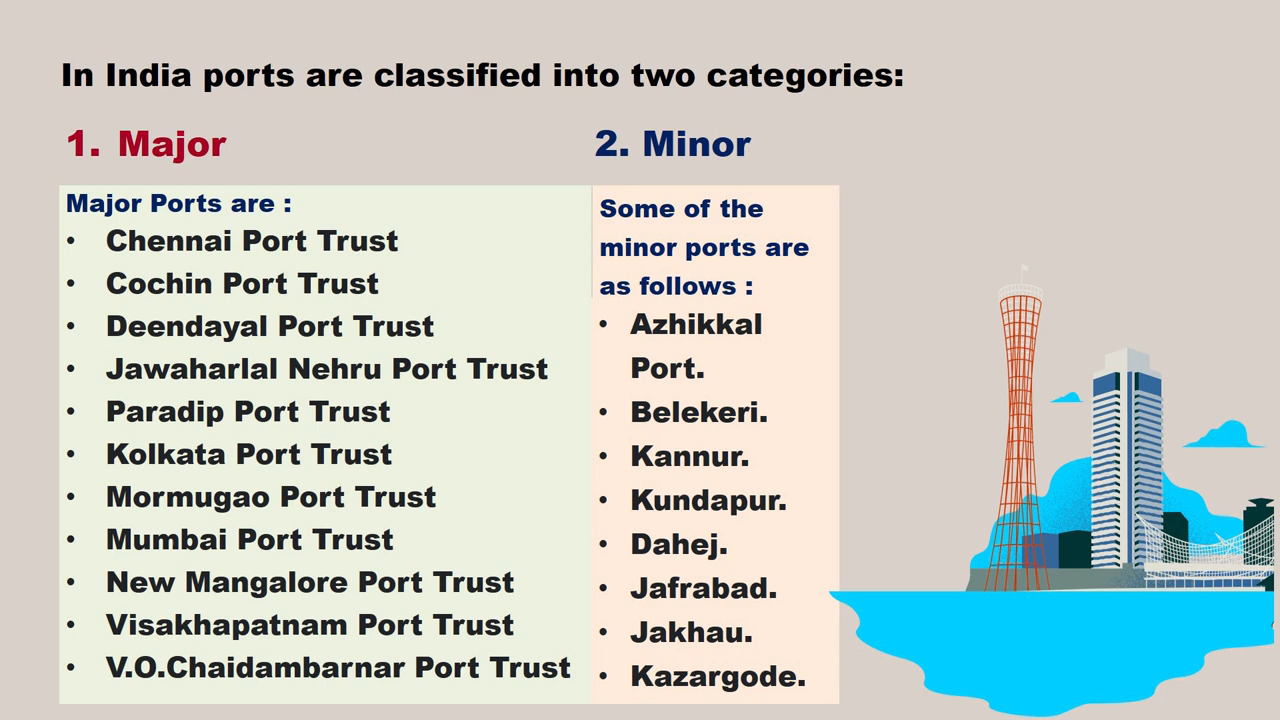 In India ports are classified into two categories:
1. Major
Major Ports are :
• Chennai Port Trust
• Cochin Port Trust
• Deendayal Port Trust
• Jawaharlal Nehru Port Trust
• Paradip Port Trust
• Kolkata Port Trust
• Mormugao Port Trust
• Mumbai Port Trust
• New Mangalore Port Trust
• Visakhapatnam Port Trust
• V.O.Chaidambarnar Port Trust
2. Minor
Some of the
minor ports are
as follows :
• Azhikkal
Port.
• Belekeri.
• Kannur.
• Kundapur.
• Dahej.
• Jafrabad.
• Jakhau.
• Kazargode.